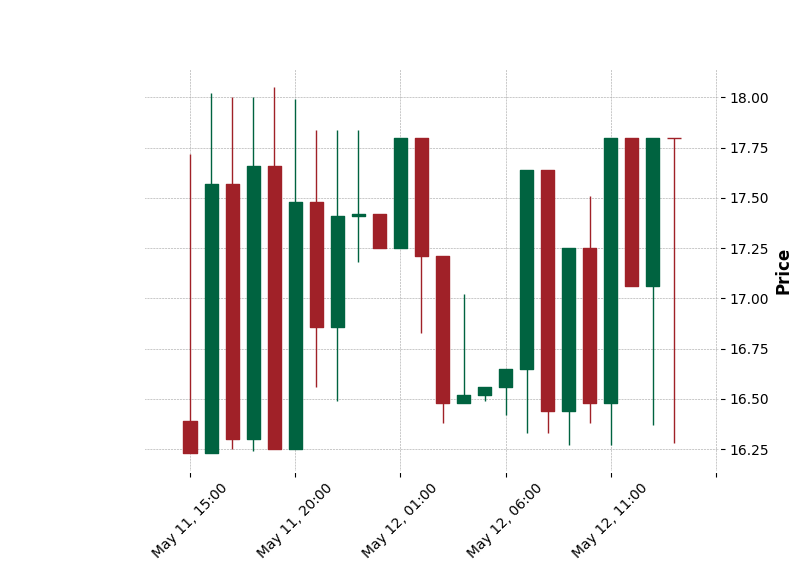 18.00
17.75
17.50
17.25
17.00
16.75
16.50
16.25
Price
May 11, 15:00
May 11, 20:00
May 12, 01:00
May 12, 06:00
May 12, 11:00